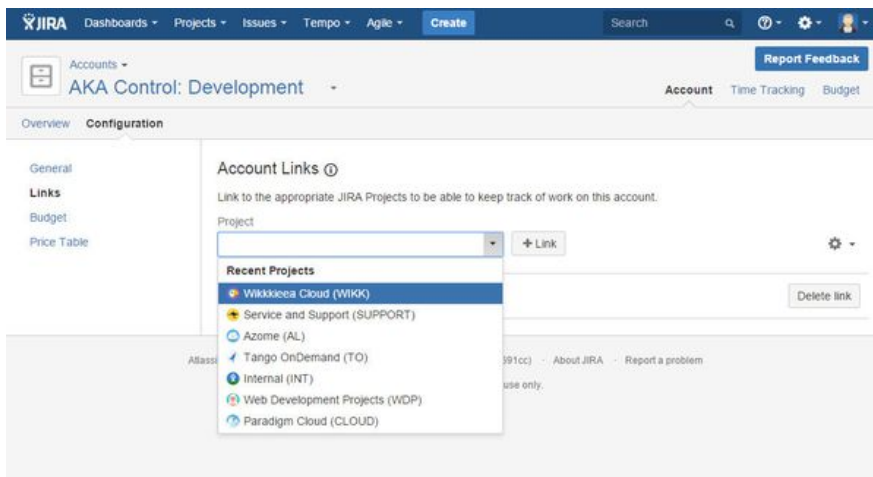 JIRA Dashboards Projects Issues Tempo Agile Create Search
Accounts
Report Feedback
AKA Control: Development
Account Time Tracking Budget
Overview Configuration
General
Links
Budget
Price Table
Account Links
Link to the appropriate JIRA Projects to be able to keep track of work on this account.
Project
+ Link
Recent Projects
Wikkkieea Cloud (WIKK)
Service and Support (SUPPORT)
Azome (AL)
Tango OnDemand (TO)
Internal (INT)
Web Development Projects (WDP)
Paradigm Cloud (CLOUD)
Delete link
Atlassi
591cc) · About JIRA · Report a problem
use only.